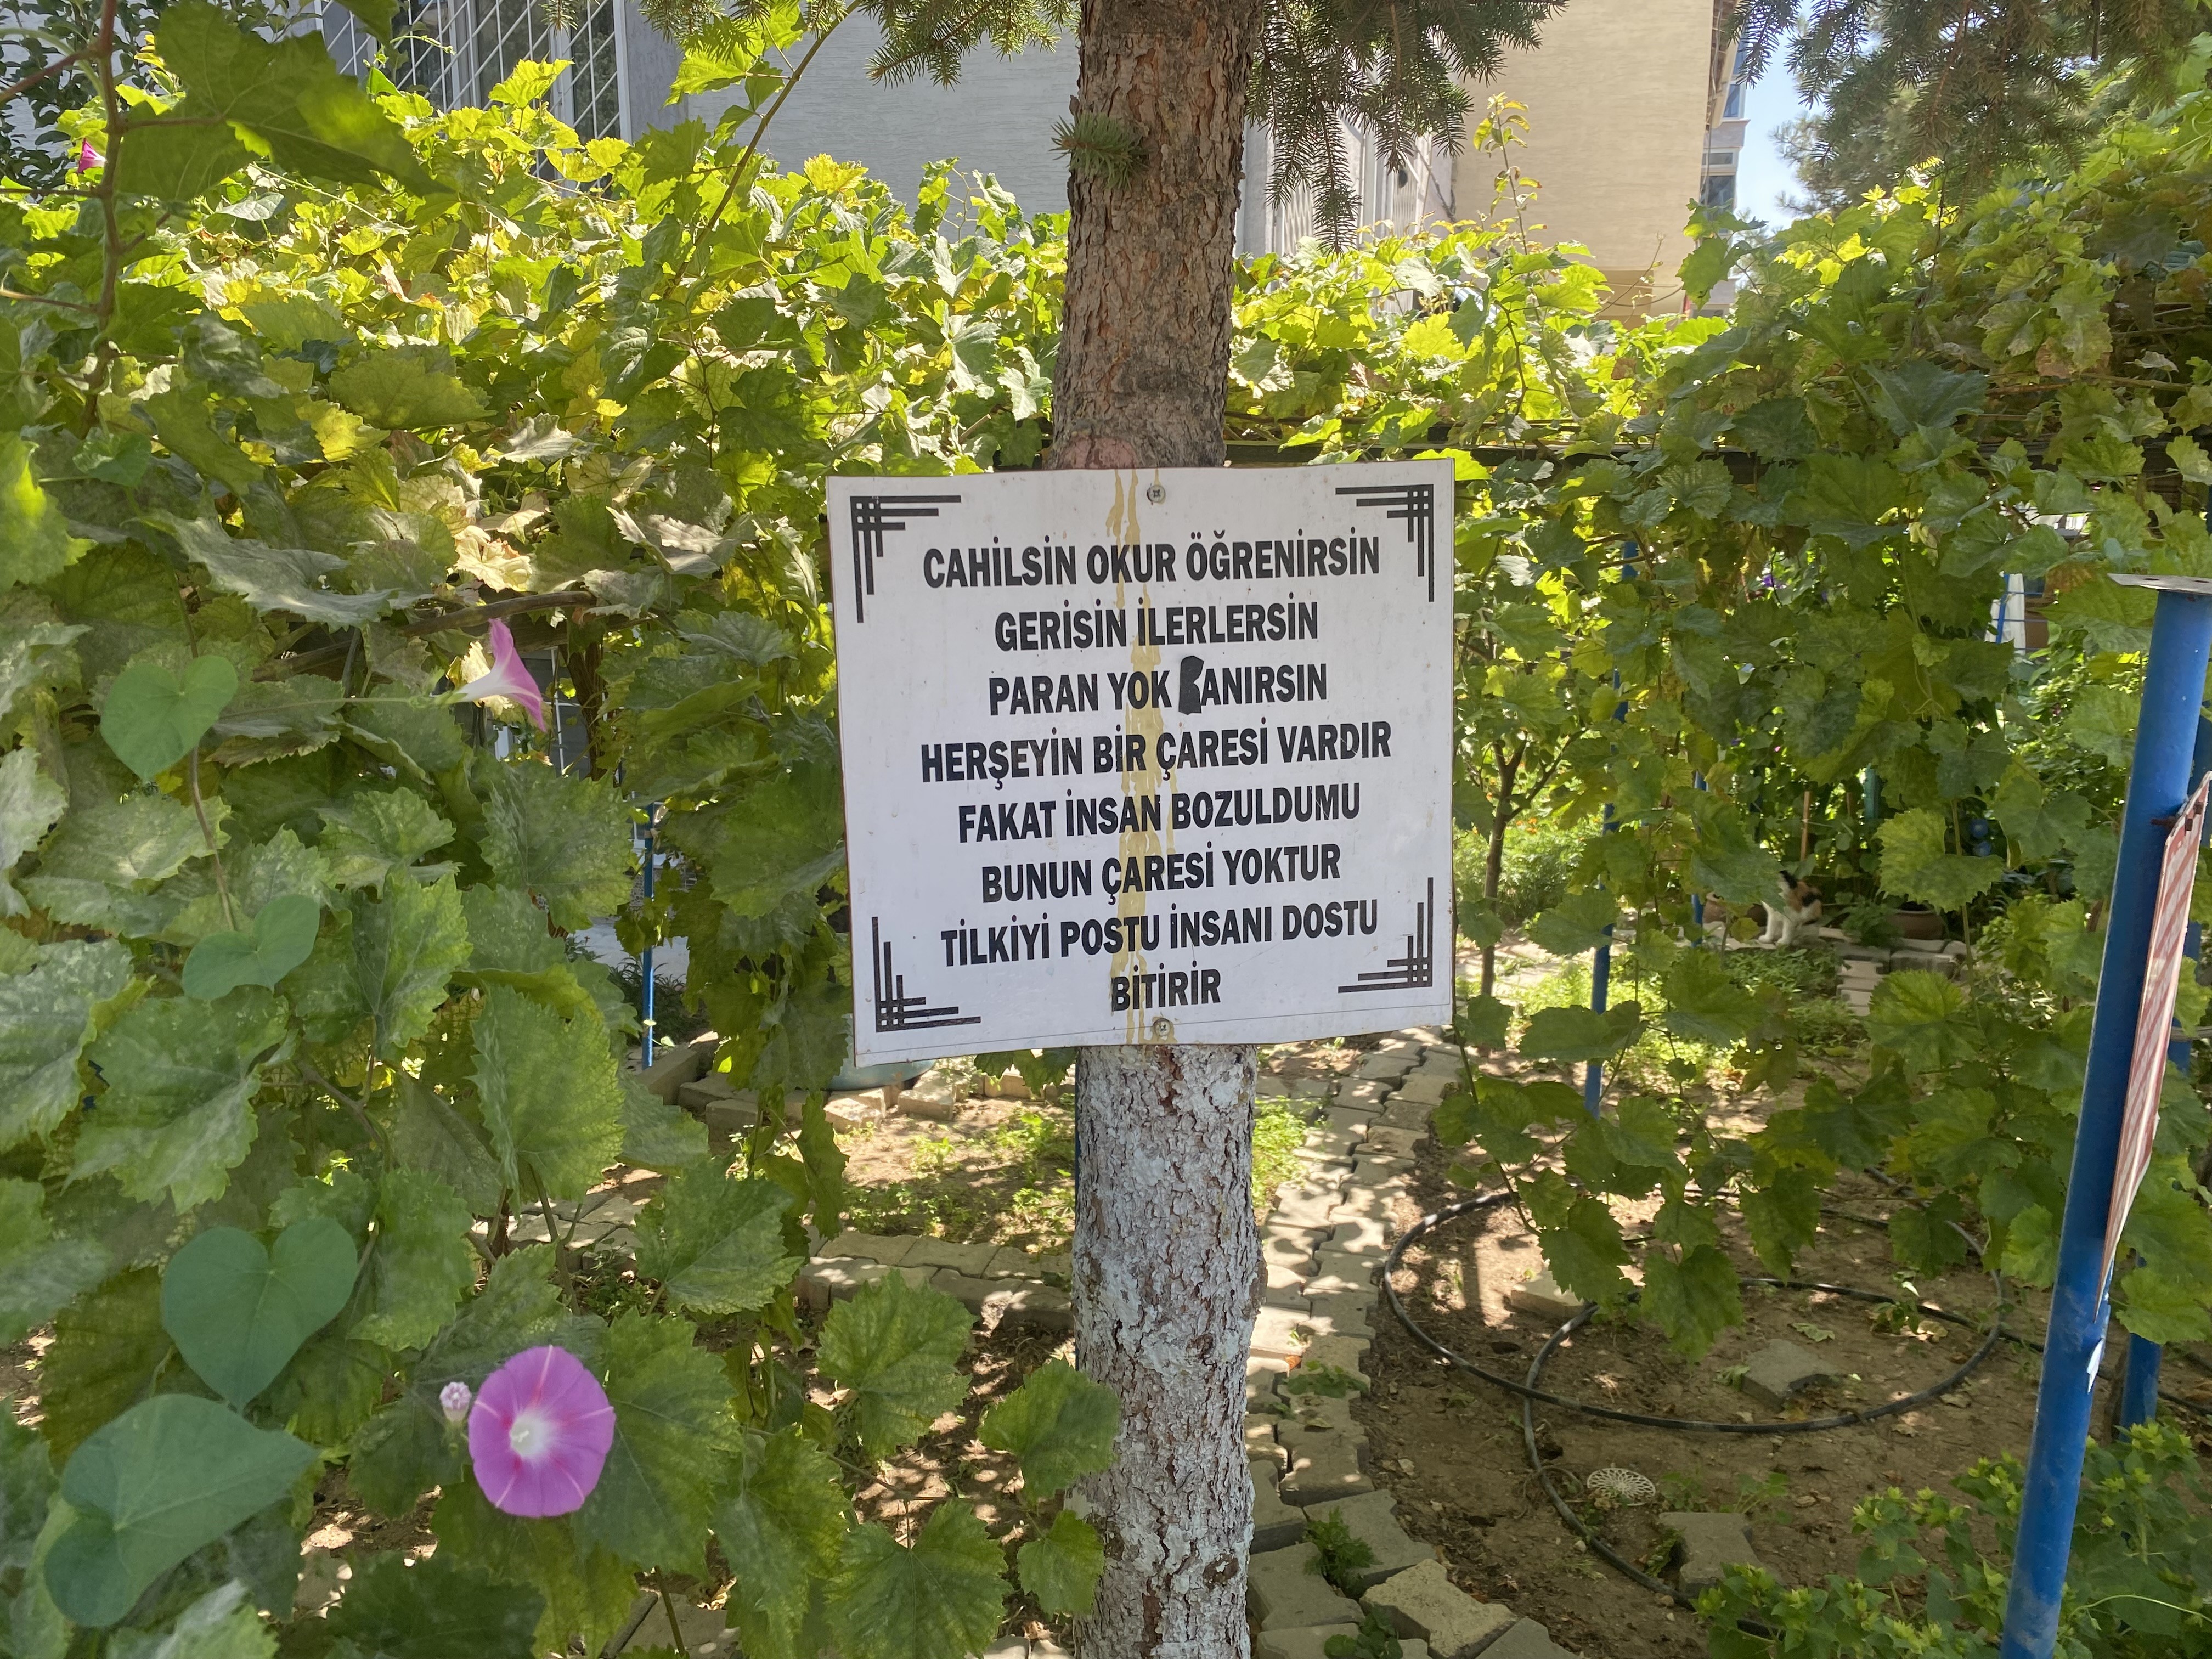 CAHİLSİN OKUR ÖĞRENİRSİN
GERİSİN İLERLERSİN
PARAN YOK KANIRSIN
HERŞEYİN BİR ÇARESİ VARDIR
FAKAT İNSAN BOZULDUMU
BUNUN ÇARESİ YOKTUR
TİLKİYİ POSTU İNSANI DOSTU
BİTİRİR